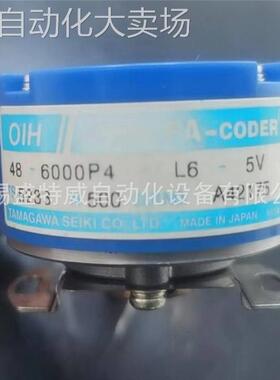 自动化大卖场
OIH
-CODER
48-6000P4 L6-5V
特威自动化设备有限
TAMAGAWA SEIKI CO., LTD. MADE IN JAPAN